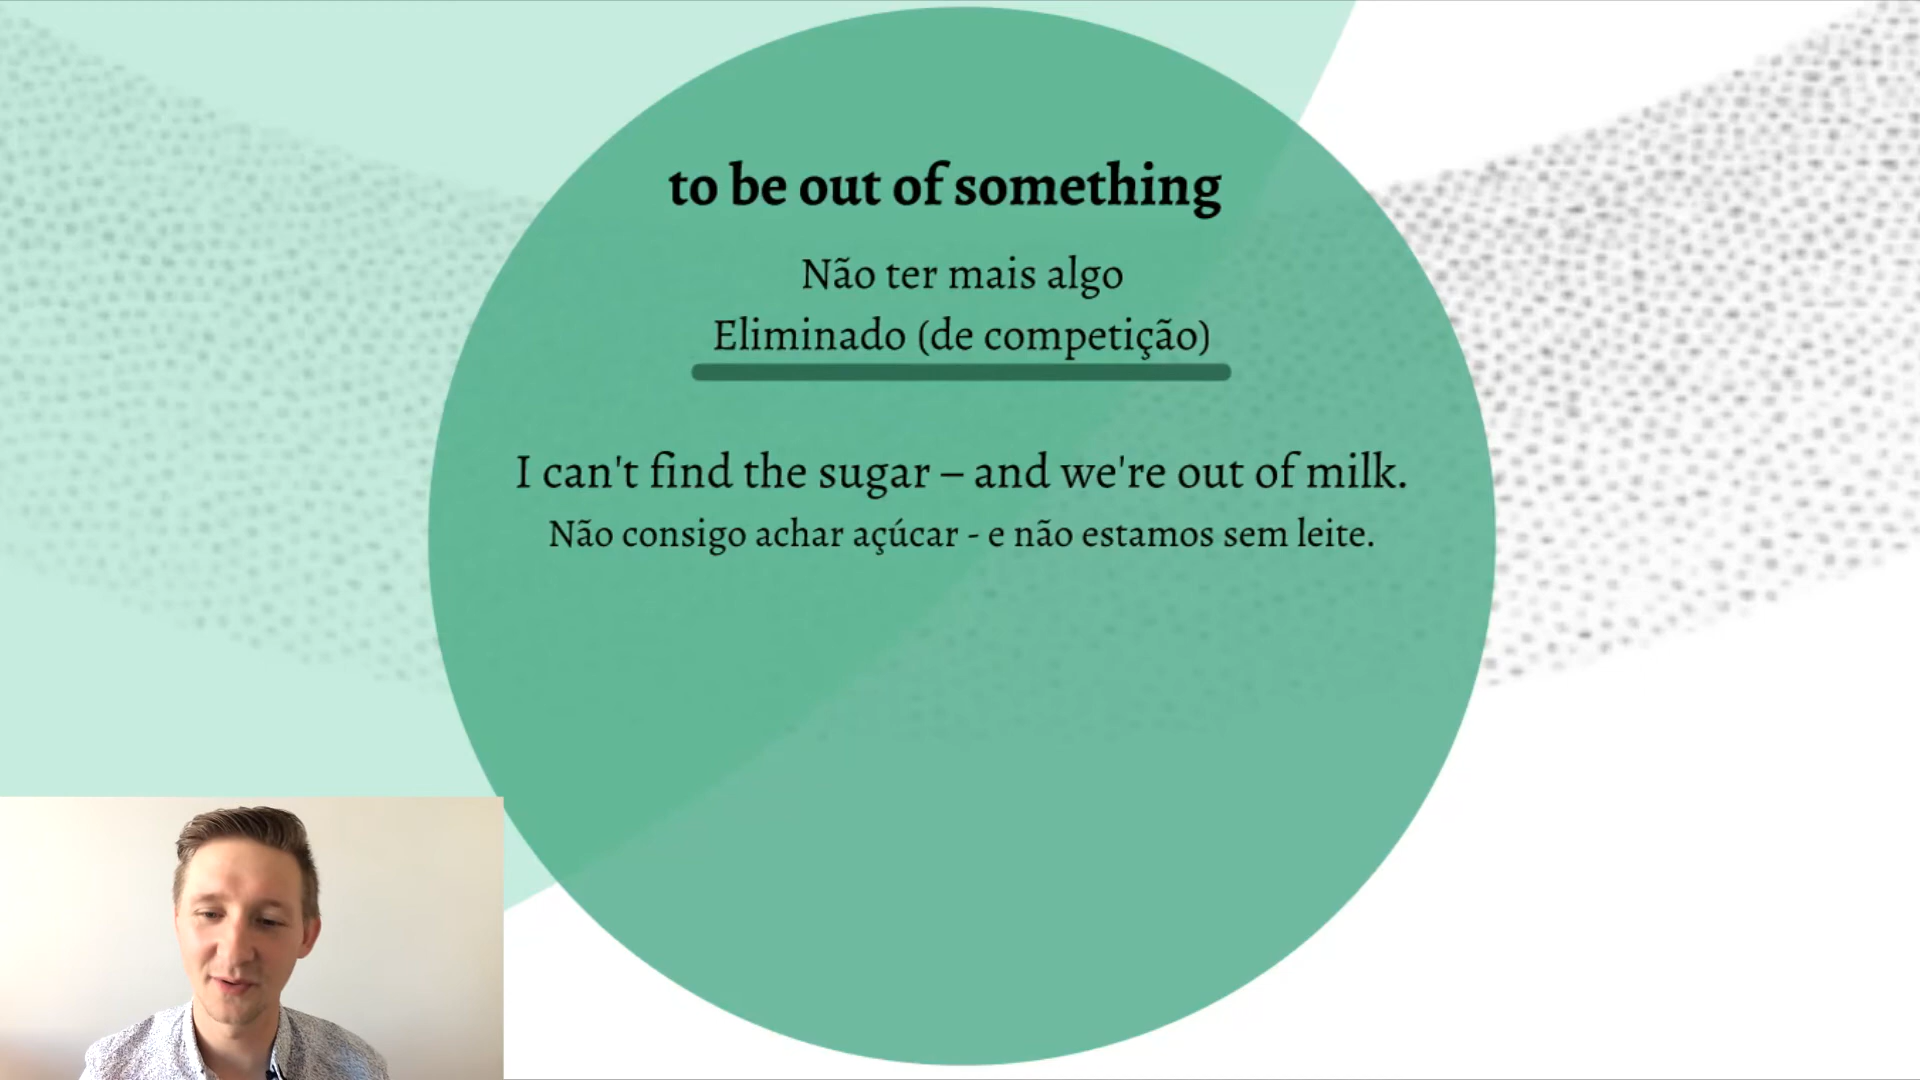 to be out of something
Não ter mais algo
Eliminado (de competição)
I can't find the sugar – and we're out of milk.
Não consigo achar açúcar - e não estamos sem leite.